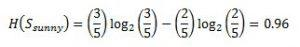 H(S_sunny) = (3/5) log₂ (3/5) − (2/5) log₂ (2/5) = 0.96